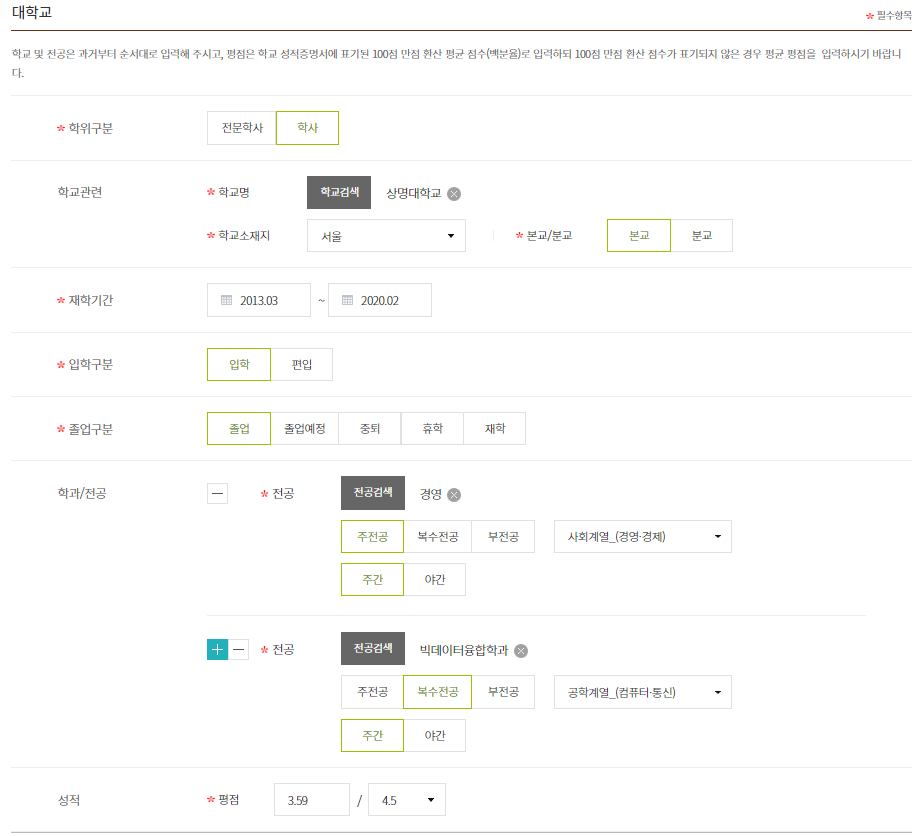 대학교
* 필수항목
학교 및 전공은 과거부터 순서대로 입력해 주시고, 평점은 학교 성적증명서에 표기된 100점 만점 환산 평균 점수(백분율)로 입력하되 100점 만점 환산 점수가 표기되지 않은 경우 평균 평점을 입력하시기 바랍니
다.
* 학위구분 전문학사 학사
학교관련 * 학교명 학교검색 상명대학교
* 학교소재지 서울 * 본교/분교 본교 분교
* 재학기간 2013.03 ~ 2020.02
* 입학구분 입학 편입
* 졸업구분 졸업 졸업예정 중퇴 휴학 재학
학과/전공 * 전공 전공검색 경영
주전공 복수전공 부전공 사회계열_(경영·경제)
주간 야간
* 전공 전공검색 빅데이터융합학과
주전공 복수전공 부전공 공학계열_(컴퓨터·통신)
주간 야간
성적 * 평점 3.59 / 4.5